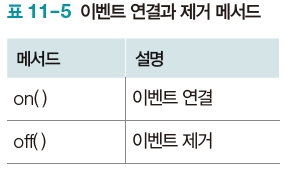 표 11-5 이벤트 연결과 제거 메서드
메서드 설명
on( ) 이벤트 연결
off( ) 이벤트 제거